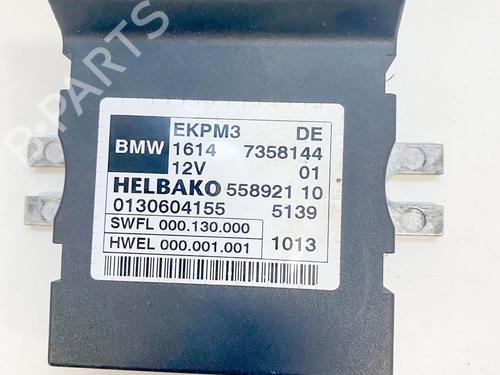 EKPM3 DE
BMW 1614 7358144
12V 01
HELBAKO 558921 10
0130604155 5139
SWFL 000.130.000
HWEL 000.001.001 1013
B-PARTS